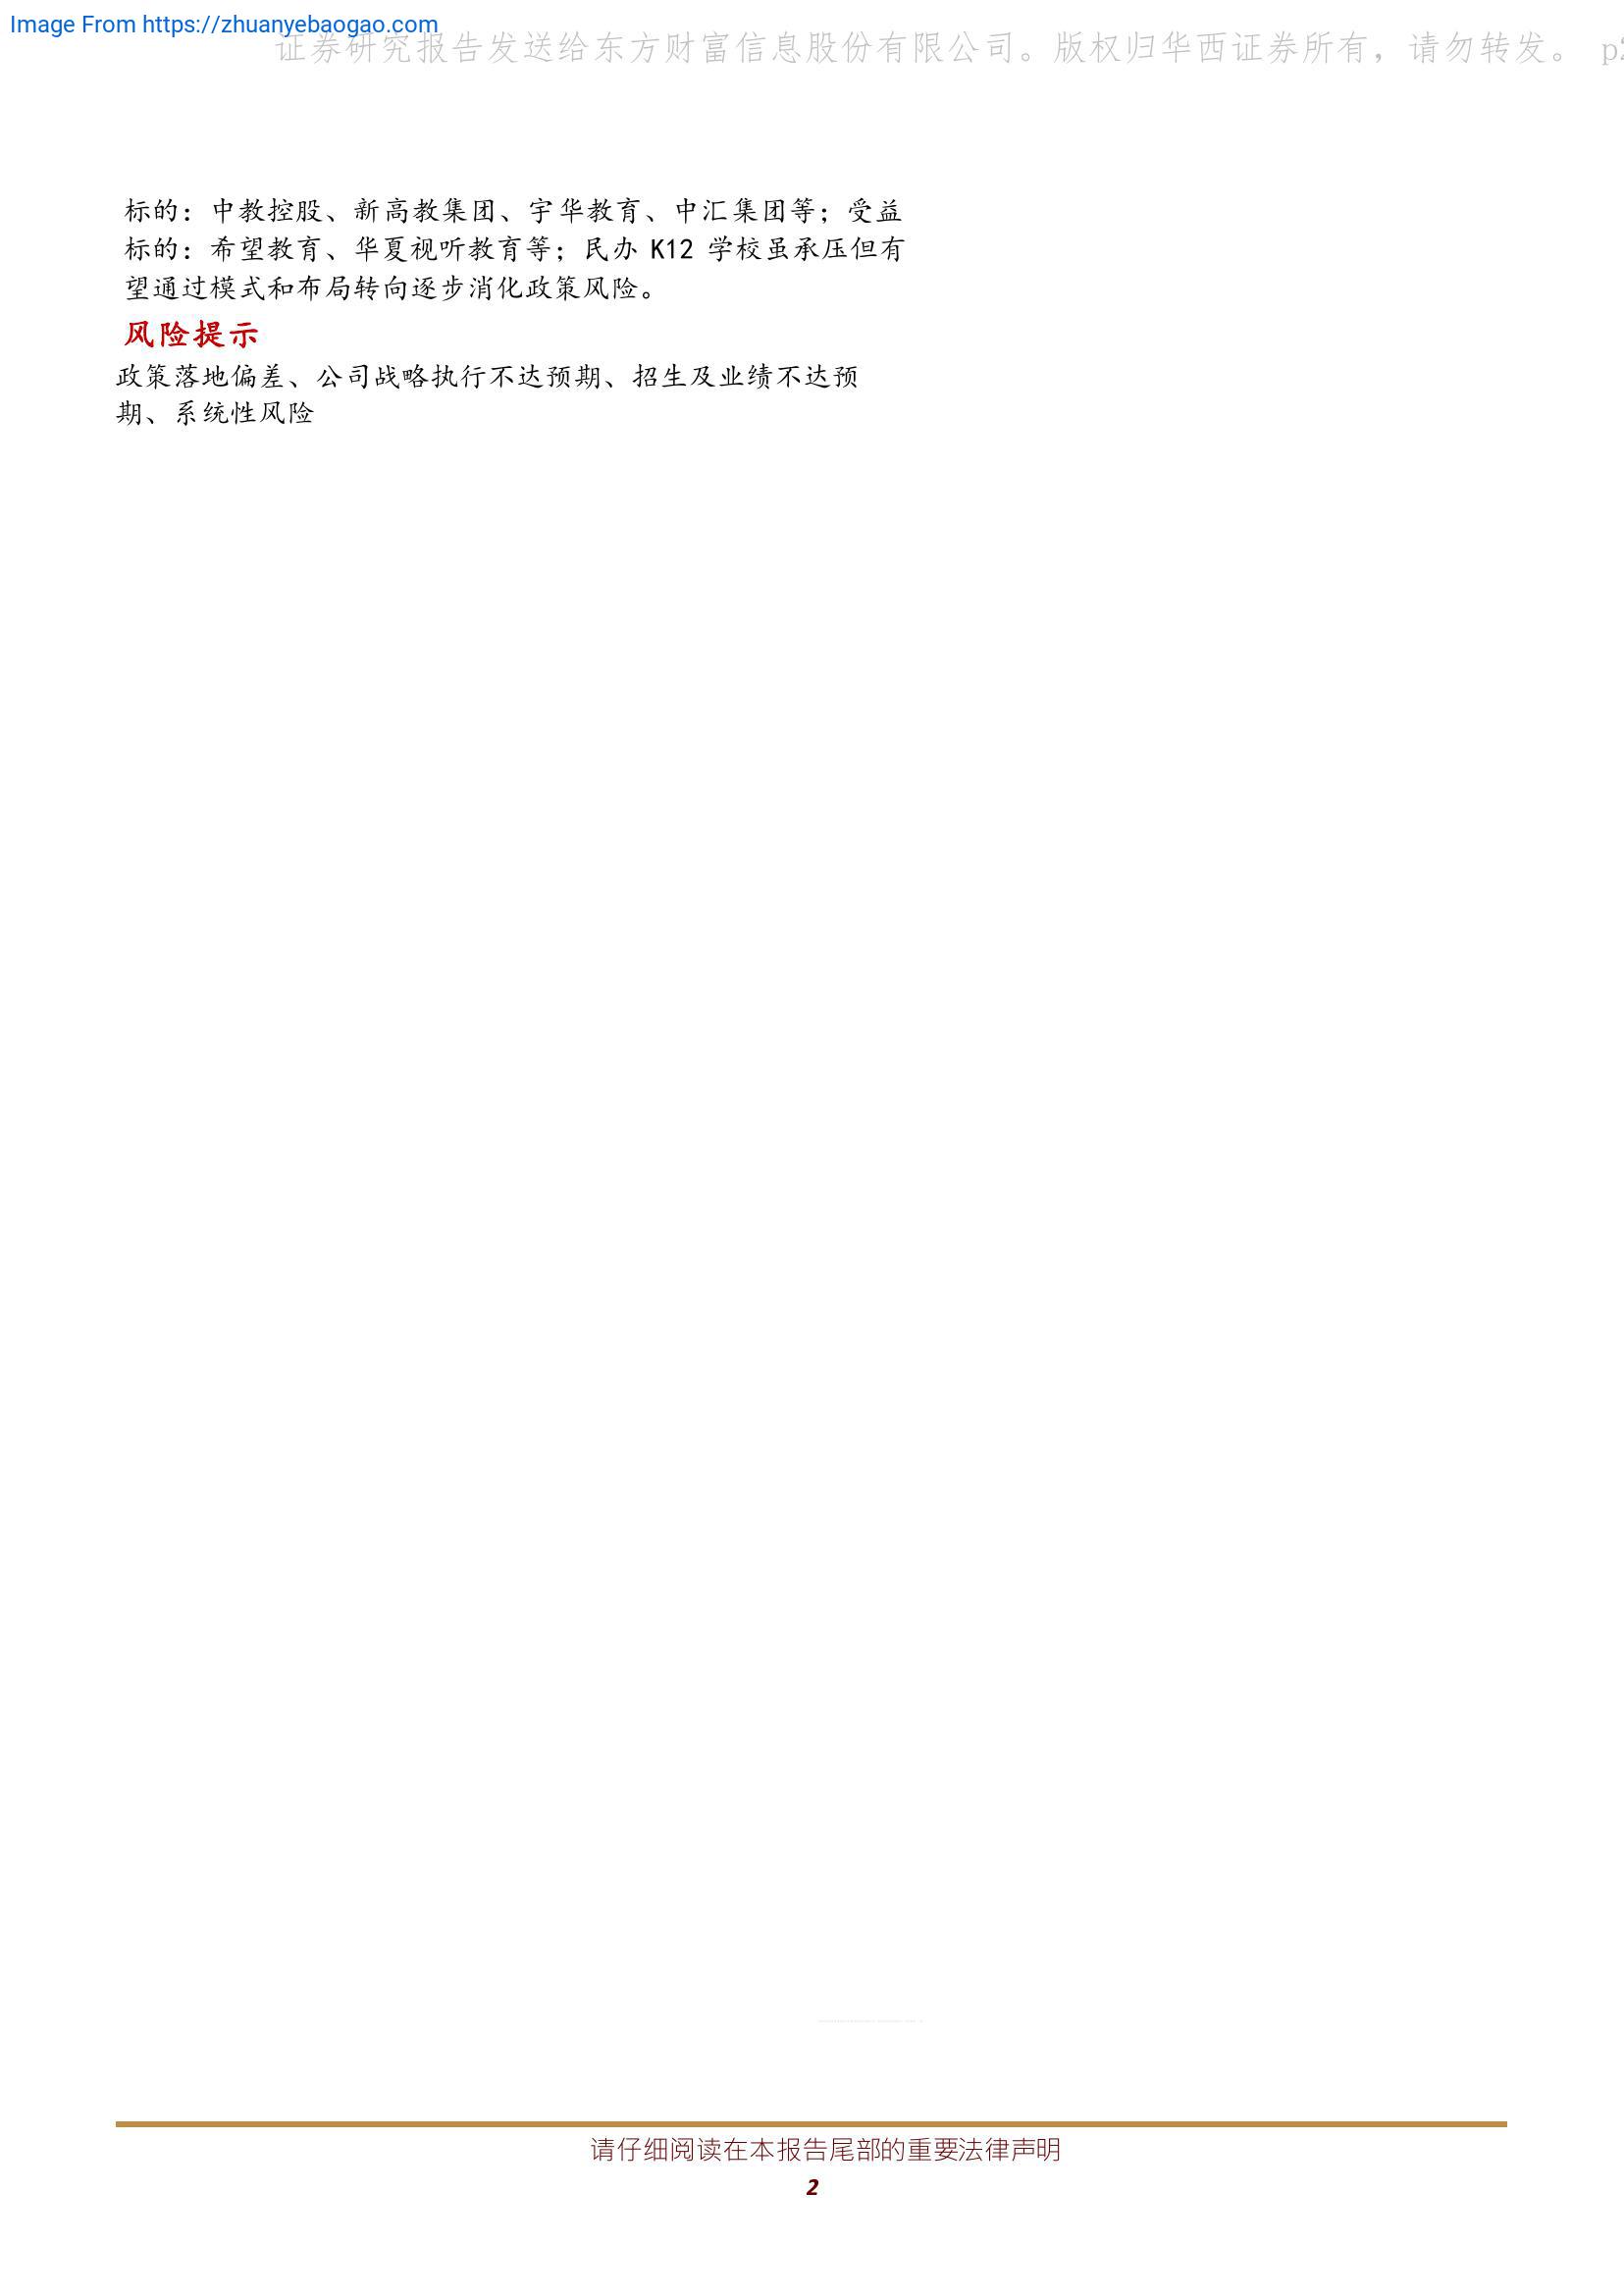 Image From https://zhuanyebaogao.com
证券研究报告发送给东方财富信息股份有限公司。版权归华西证券所有，请勿转发。 p2
标的：中教控股、新高教集团、宇华教育、中汇集团等；受益
标的：希望教育、华夏视听教育等；民办 K12 学校虽承压但有
望通过模式和布局转向逐步消化政策风险。
风险提示
政策落地偏差、公司战略执行不达预期、招生及业绩不达预
期、系统性风险
请仔细阅读在本报告尾部的重要法律声明
2